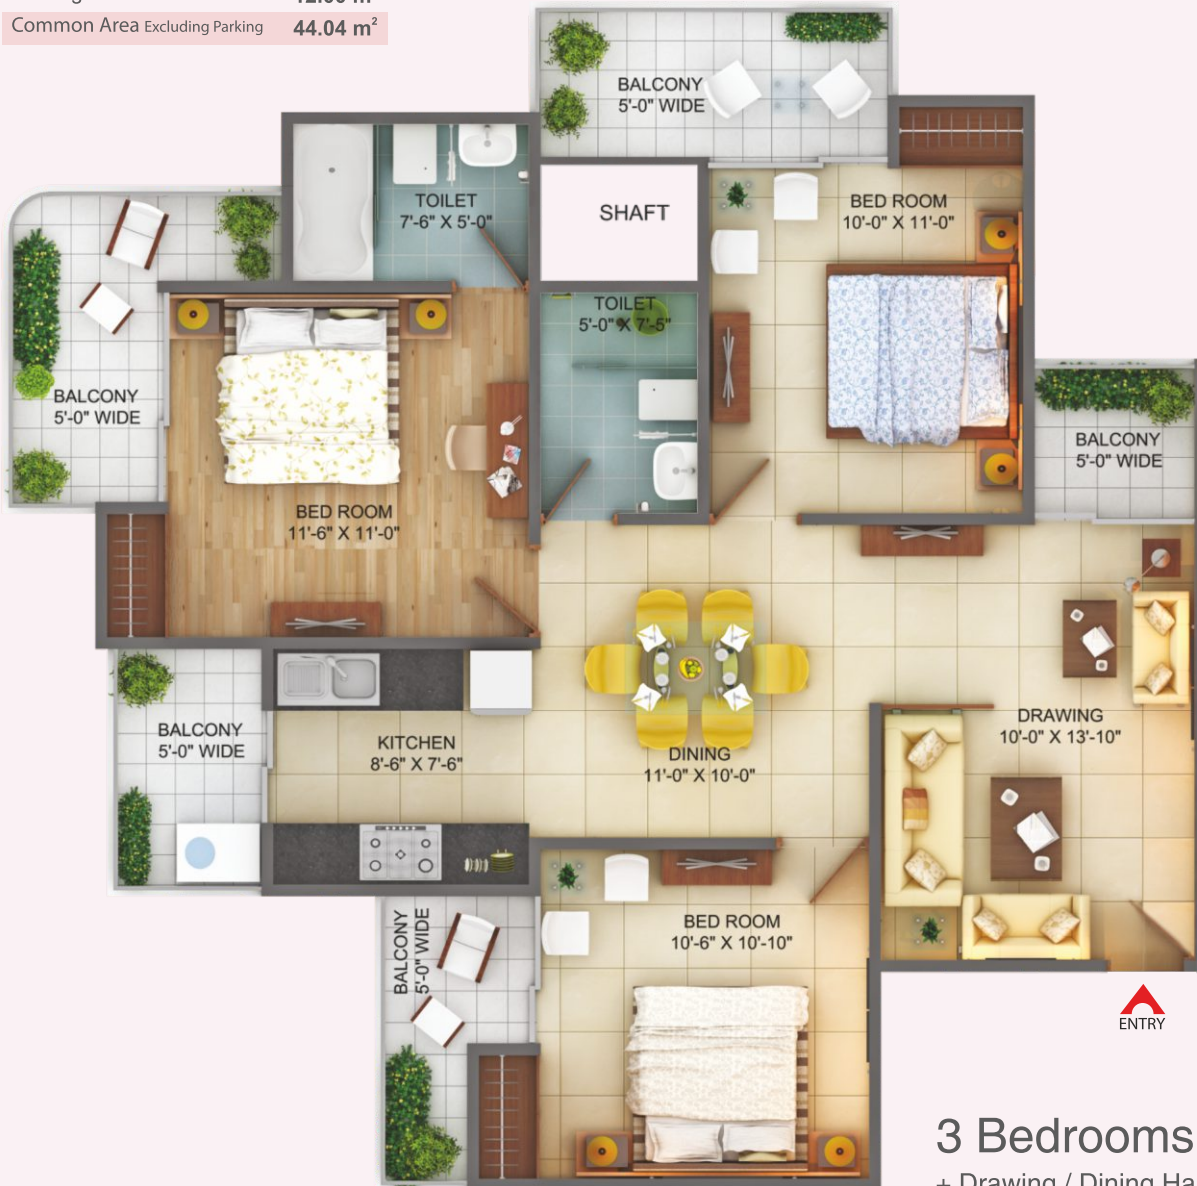 Common Area Excluding Parking 44.04 m²
BALCONY
5'-0" WIDE
TOILET
7'-6" X 5'-0"
SHAFT
BED ROOM
10'-0" X 11'-0"
TOILET
5'-0" X 7'-5"
BALCONY
5'-0" WIDE
BALCONY
5'-0" WIDE
BED ROOM
11'-6" X 11'-0"
BALCONY
5'-0" WIDE
KITCHEN
8'-6" X 7'-6"
DINING
11'-0" X 10'-0"
DRAWING
10'-0" X 13'-10"
BALCONY
5'-0" WIDE
BED ROOM
10'-6" X 10'-10"
ENTRY
3 Bedrooms
+ Drawing / Dining Ha